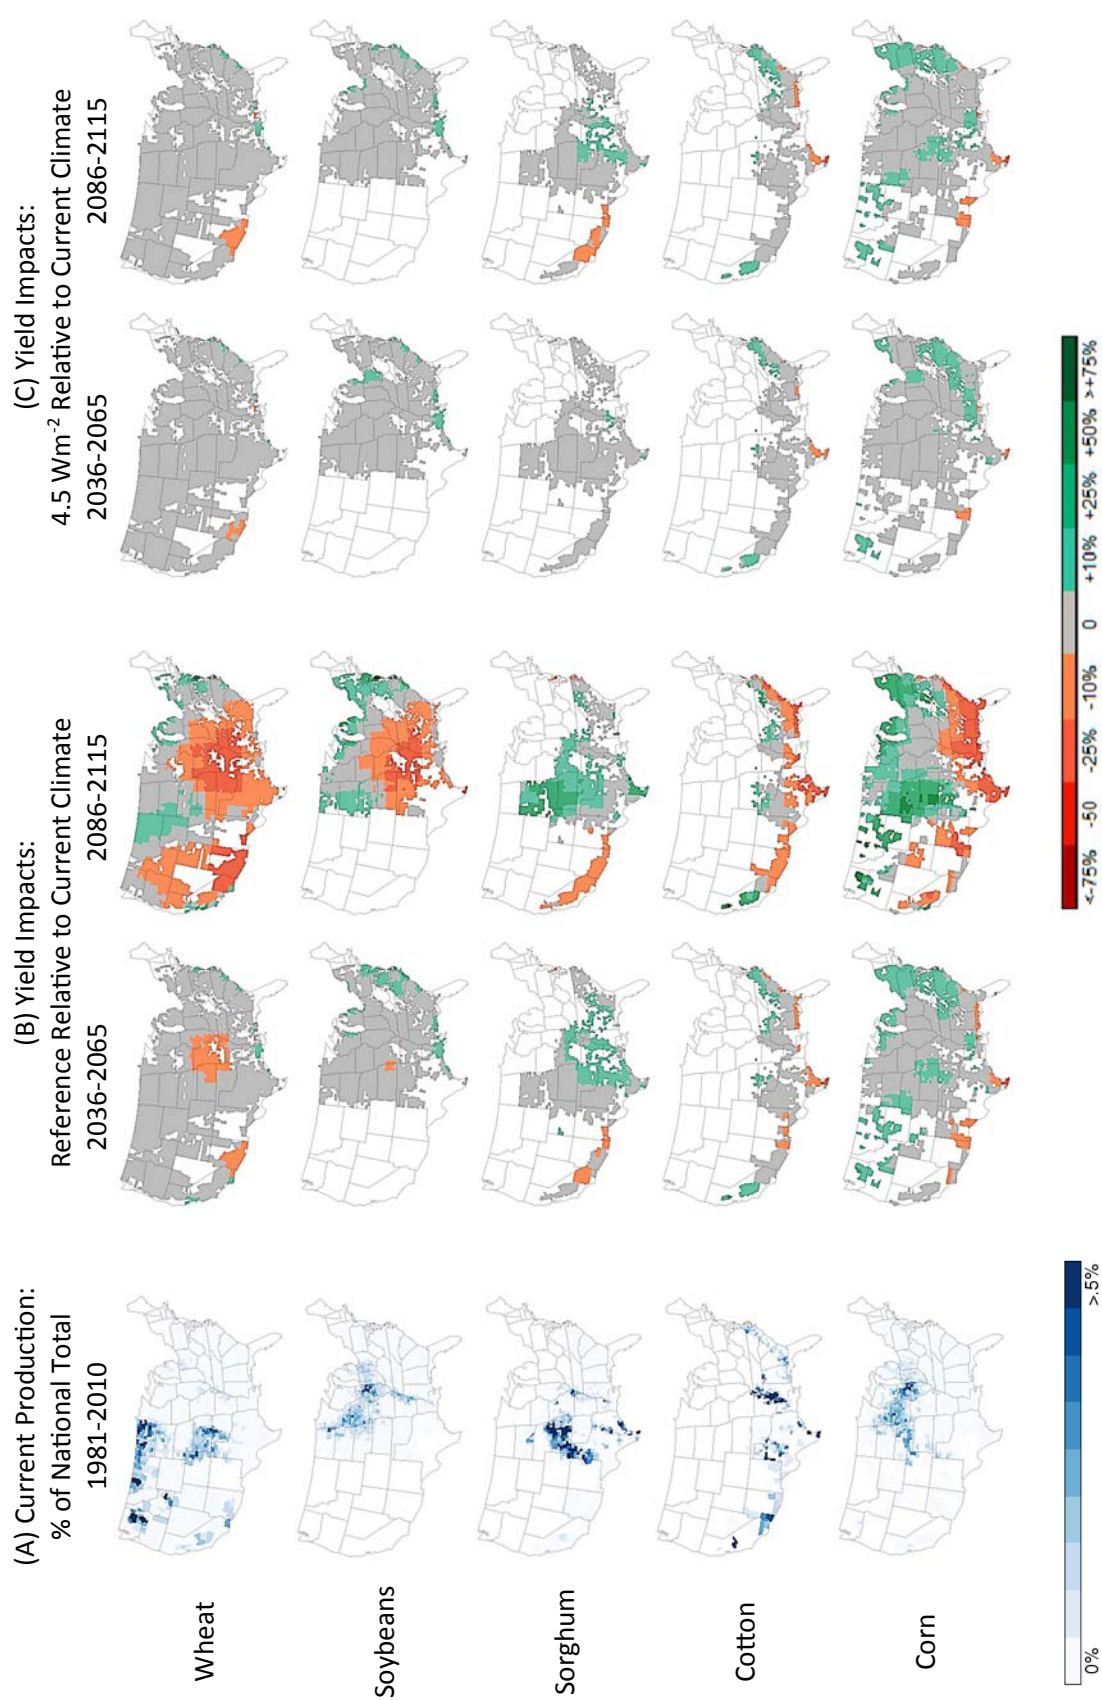 (A) Current Production:
% of National Total
1981-2010
(B) Yield Impacts:
Reference Relative to Current Climate
2036-2065
2086-2115
(C) Yield Impacts:
4.5 Wm-2 Relative to Current Climate
2036-2065
2086-2115
Wheat
Soybeans
Sorghum
Cotton
Corn
0%
>.5%
<-75%
-50
-25%
-10%
0
+10%
+25%
+50%
>+75%